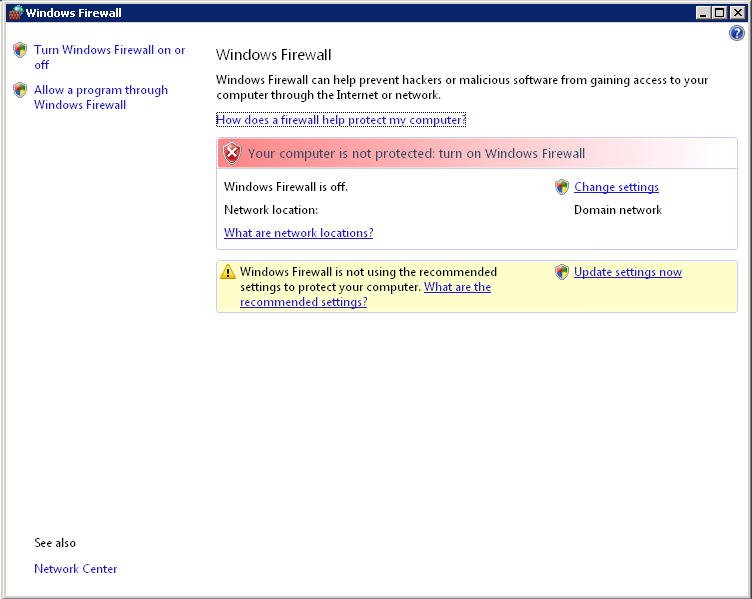 Windows Firewall
Turn Windows Firewall on or
off
Allow a program through
Windows Firewall
Windows Firewall
Windows Firewall can help prevent hackers or malicious software from gaining access to your
computer through the Internet or network.
How does a firewall help protect my computer?
Your computer is not protected: turn on Windows Firewall
Windows Firewall is off.
Change settings
Network location:
Domain network
What are network locations?
Windows Firewall is not using the recommended
settings to protect your computer. What are the
recommended settings?
Update settings now
See also
Network Center